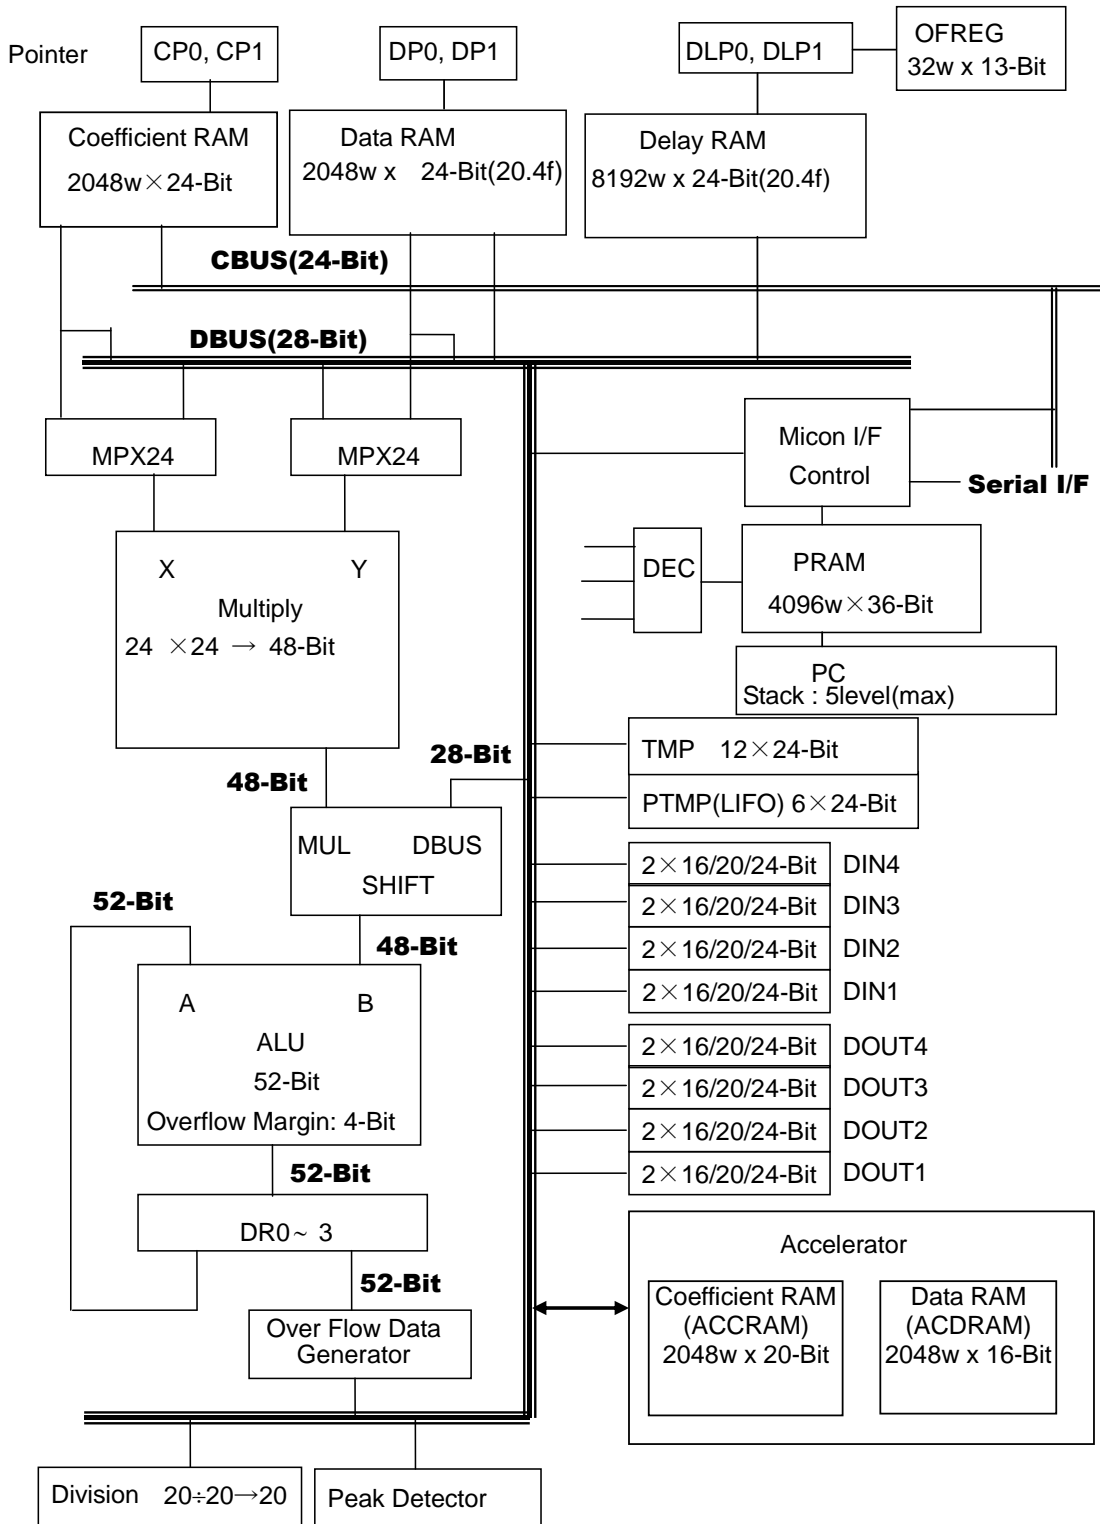 Pointer
CP0, CP1
DP0, DP1
DLP0, DLP1
OFREG
32w x 13-Bit
Coefficient RAM
2048w×24-Bit
Data RAM
2048w x 24-Bit(20.4f)
Delay RAM
8192w x 24-Bit(20.4f)
CBUS(24-Bit)
DBUS(28-Bit)
MPX24
MPX24
Micon I/F
Control
Serial I/F
X Y
Multiply
24 ×24 → 48-Bit
DEC
PRAM
4096w×36-Bit
PC
Stack : 5level(max)
TMP 12×24-Bit
PTMP(LIFO) 6×24-Bit
28-Bit
48-Bit
MUL DBUS
SHIFT
2×16/20/24-Bit DIN4
2×16/20/24-Bit DIN3
2×16/20/24-Bit DIN2
2×16/20/24-Bit DIN1
52-Bit
48-Bit
A B
ALU
52-Bit
Overflow Margin: 4-Bit
2×16/20/24-Bit DOUT4
2×16/20/24-Bit DOUT3
2×16/20/24-Bit DOUT2
2×16/20/24-Bit DOUT1
52-Bit
DR0~ 3
52-Bit
Over Flow Data
Generator
Accelerator
Coefficient RAM
(ACCRAM)
2048w x 20-Bit
Data RAM
(ACDRAM)
2048w x 16-Bit
Division 20÷20→20
Peak Detector